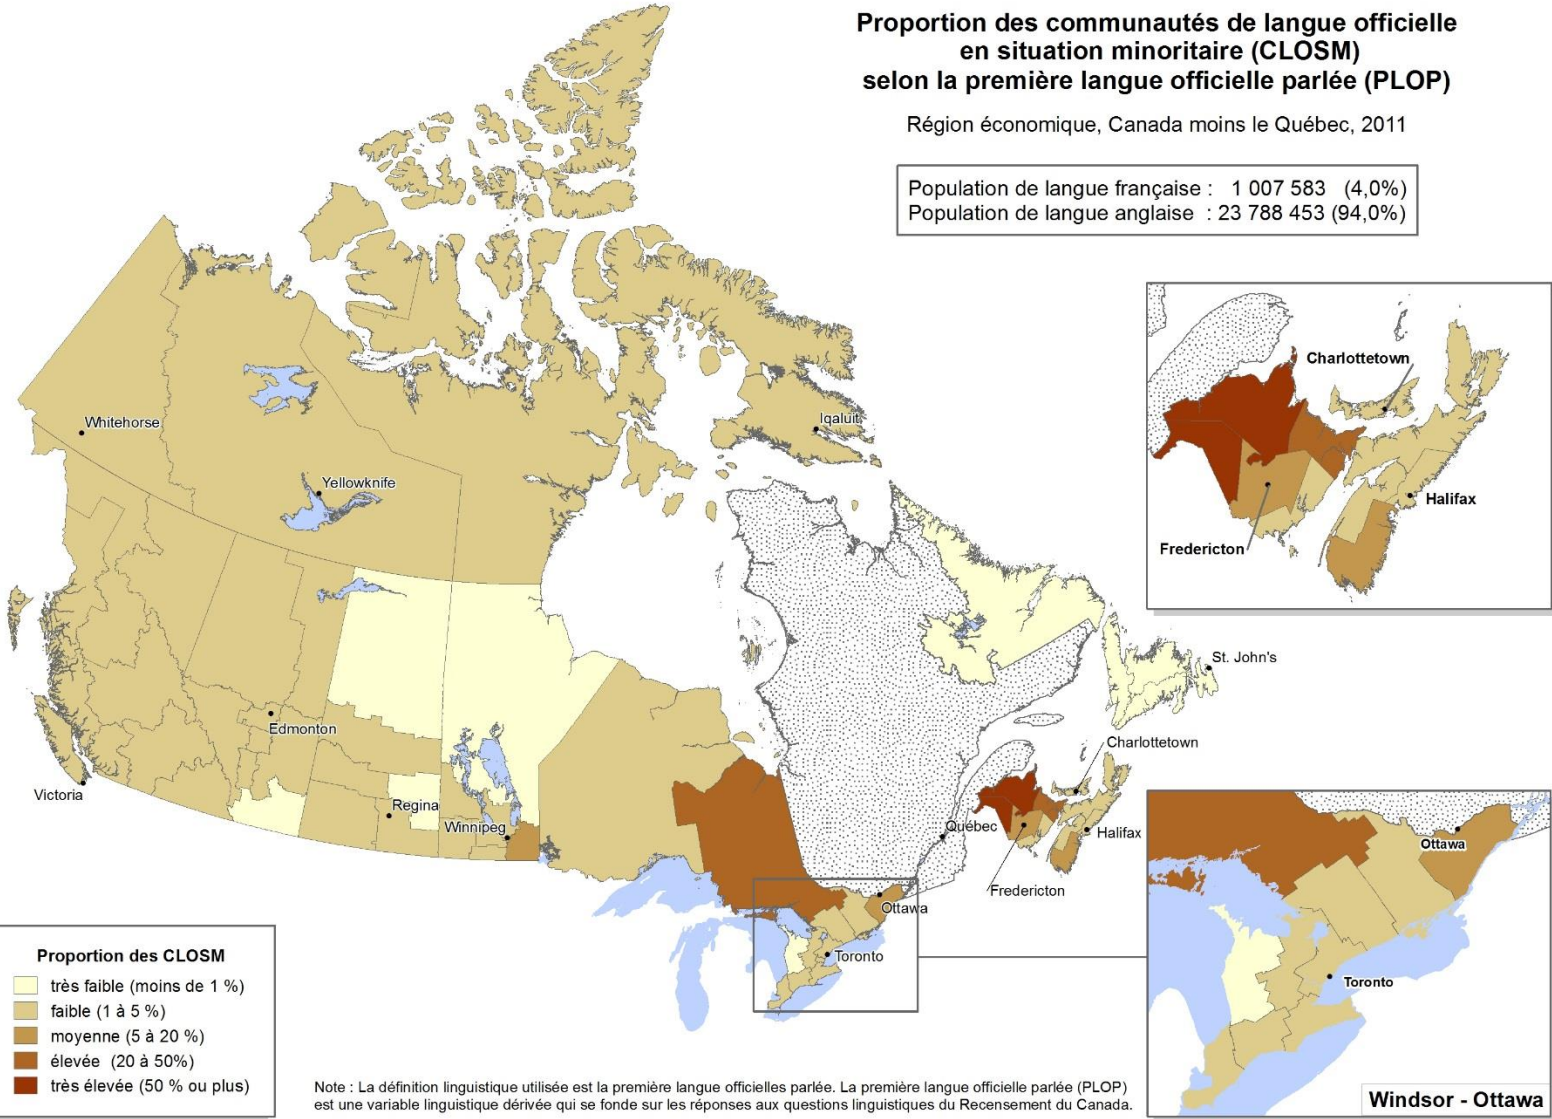 Proportion des communautés de langue officielle
en situation minoritaire (CLOSM)
selon la première langue officielle parlée (PLOP)
Région économique, Canada moins le Québec, 2011
Population de langue française : 1 007 583 (4,0%)
Population de langue anglaise : 23 788 453 (94,0%)
Charlottetown
Halifax
Fredericton
Whitehorse
Iqaluit
Yellowknife
St. John's
Edmonton
Charlottetown
Victoria
Regina
Winnipeg
Québec
Halifax
Fredericton
Ottawa
Toronto
Ottawa
Toronto
Windsor - Ottawa
Proportion des CLOSM
très faible (moins de 1 %)
faible (1 à 5 %)
moyenne (5 à 20 %)
élevée (20 à 50%)
très élevée (50 % ou plus)
Note : La définition linguistique utilisée est la première langue officielles parlée. La première langue officielle parlée (PLOP)
est une variable linguistique dérivée qui se fonde sur les réponses aux questions linguistiques du Recensement du Canada.